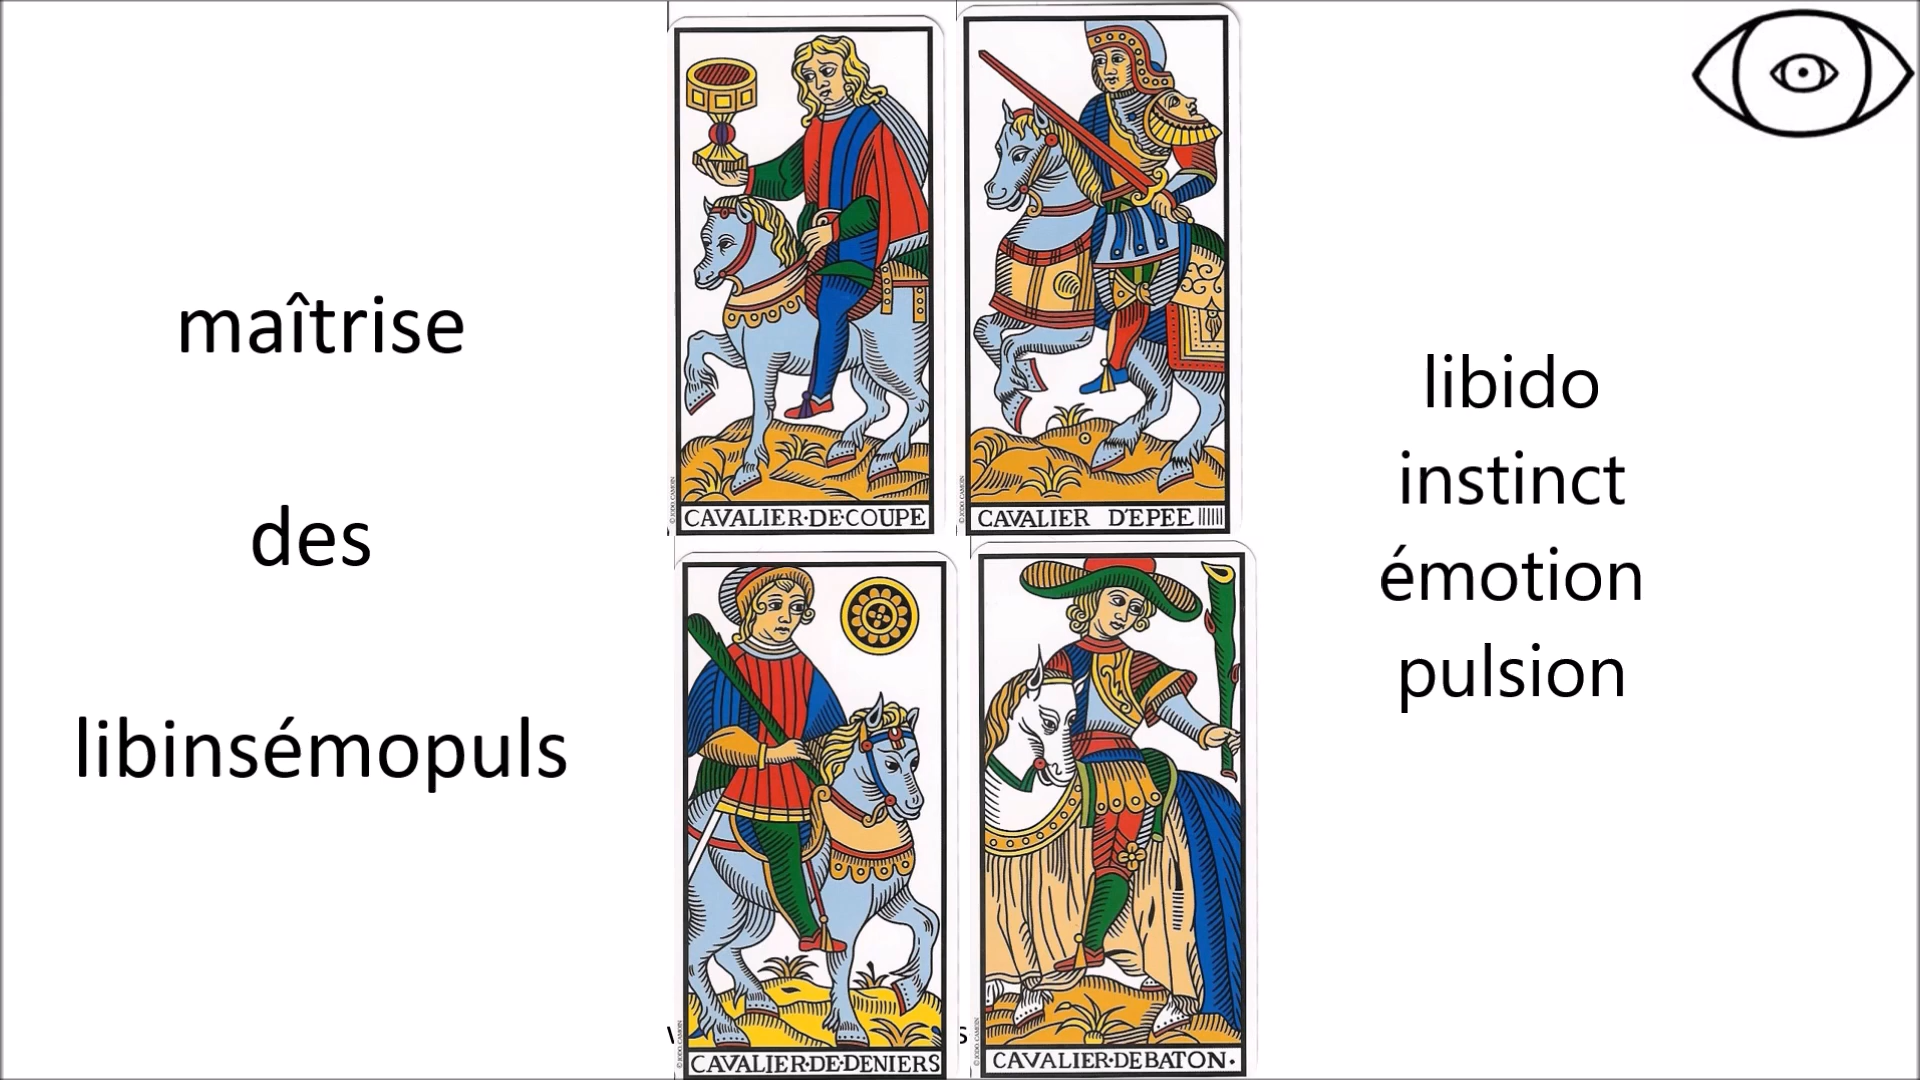 maîtrise
des
libinsémopuls
CAVALIER·DE·COUPE
CAVALIER D'EPEE
CAVALIER·DE·DENIERS
CAVALIER·DE BATON·
libido
instinct
émotion
pulsion